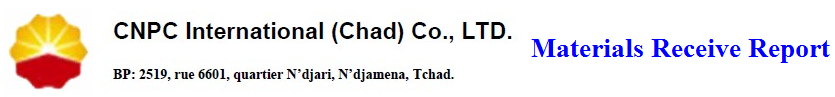 CNPC International (Chad) Co., LTD.
Materials Receive Report
BP: 2519, rue 6601, quartier N’djari, N’djamena, Tchad.